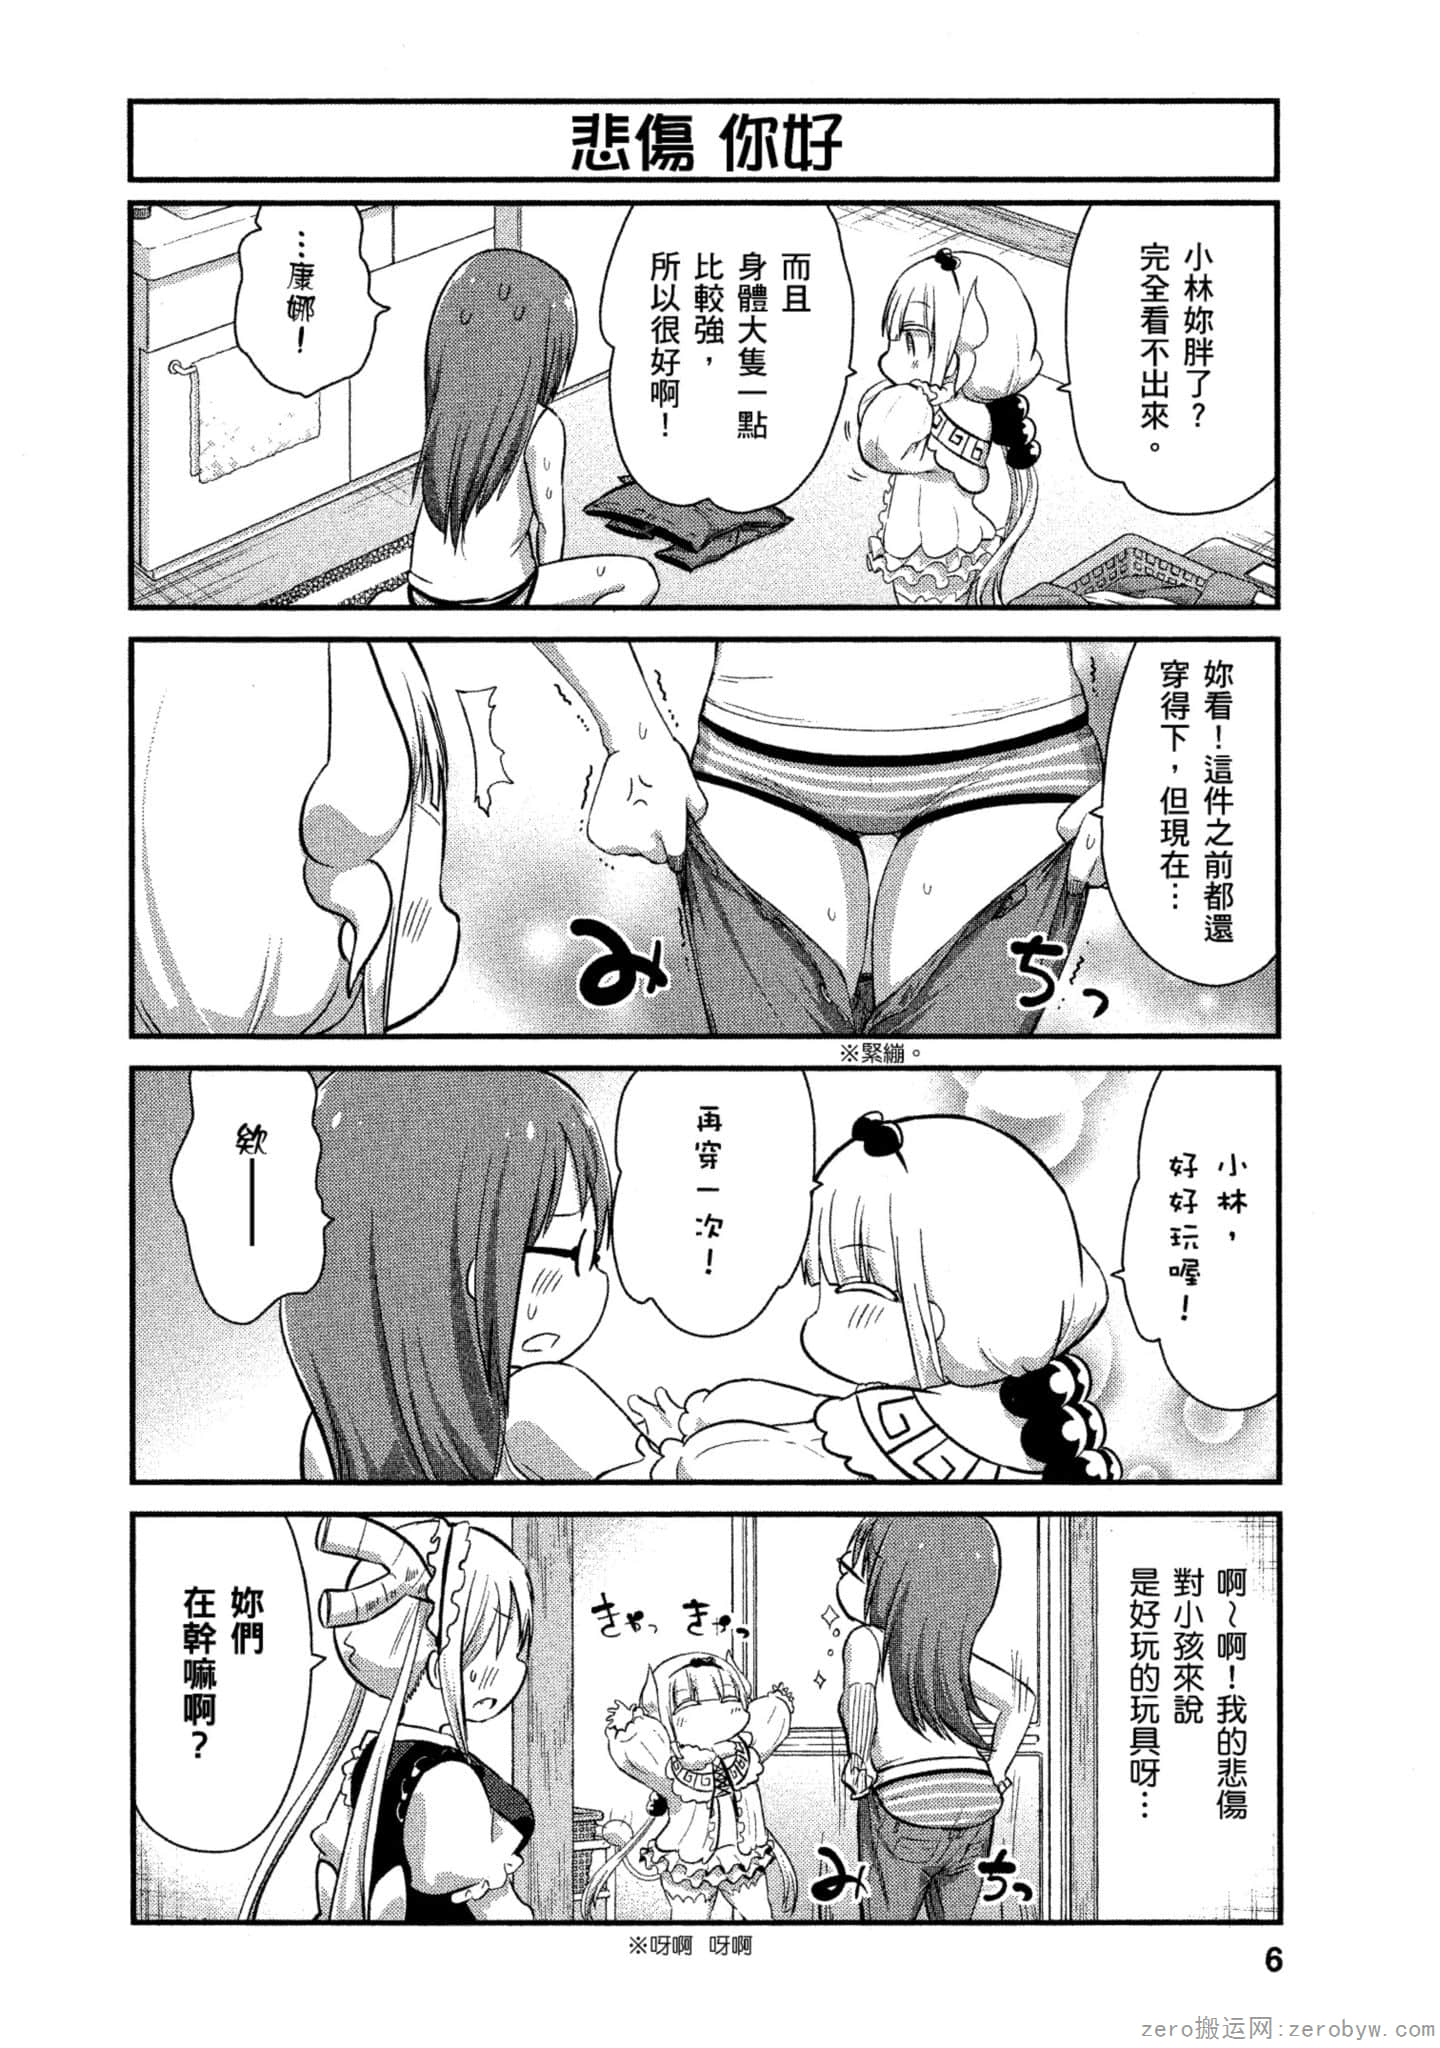 悲傷 你好
小林妳胖了？
完全看不出來。
而且
身體大隻一點
比較強，
所以很好啊！
…康娜！
妳看！這件之前都還
穿得下，但現在…
ちっ
み
※緊繃。
小林，
好好玩喔！
再穿一次！
欸──
啊～啊！我的悲傷
對小孩來說
是好玩的玩具呀…
きゃっ
きゃっ
ちっ
み
妳們
在幹嘛啊？
※呀啊 呀啊
6
zero搬运网:zerobyw.com